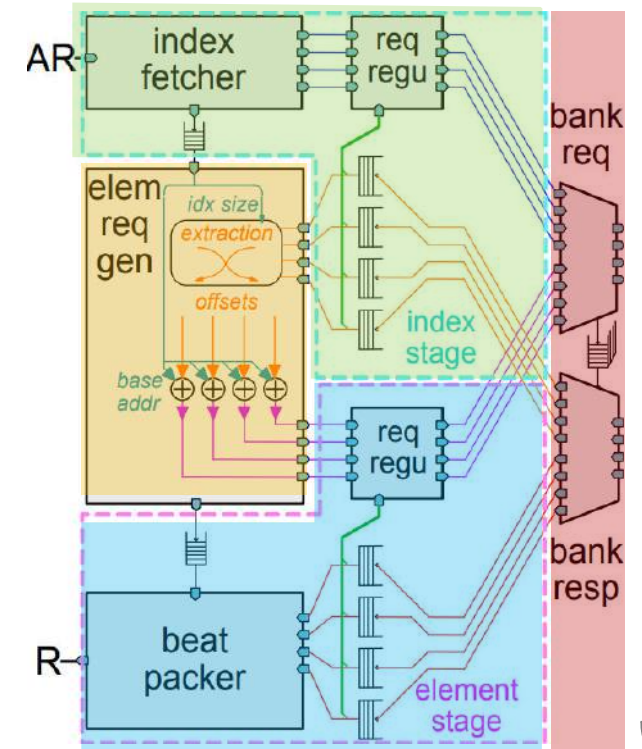 AR
index
fetcher
req
regu
bank
req
elem
req
gen
idx size
extraction
offsets
base
addr
index
stage
req
regu
bank
resp
R
beat
packer
element
stage